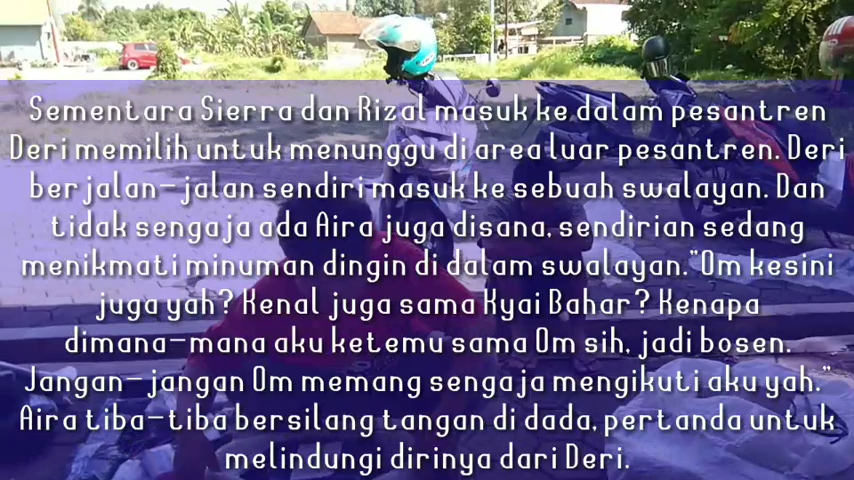 Sementara Sierra dan Rizal masuk ke dalam pesantren
Deri memilih untuk menunggu di area luar pesantren. Deri
berjalan-jalan sendiri masuk ke sebuah swalayan. Dan
tidak sengaja ada Aira juga disana, sendirian sedang
menikmati minuman dingin di dalam swalayan."Om kesini
juga yah? Kenal juga sama Kyai Bahar? Kenapa
dimana-mana aku ketemu sama Om sih, jadi bosen.
Jangan-jangan Om memang sengaja mengikuti aku yah."
Aira tiba-tiba bersilang tangan di dada, pertanda untuk
melindungi dirinya dari Deri.